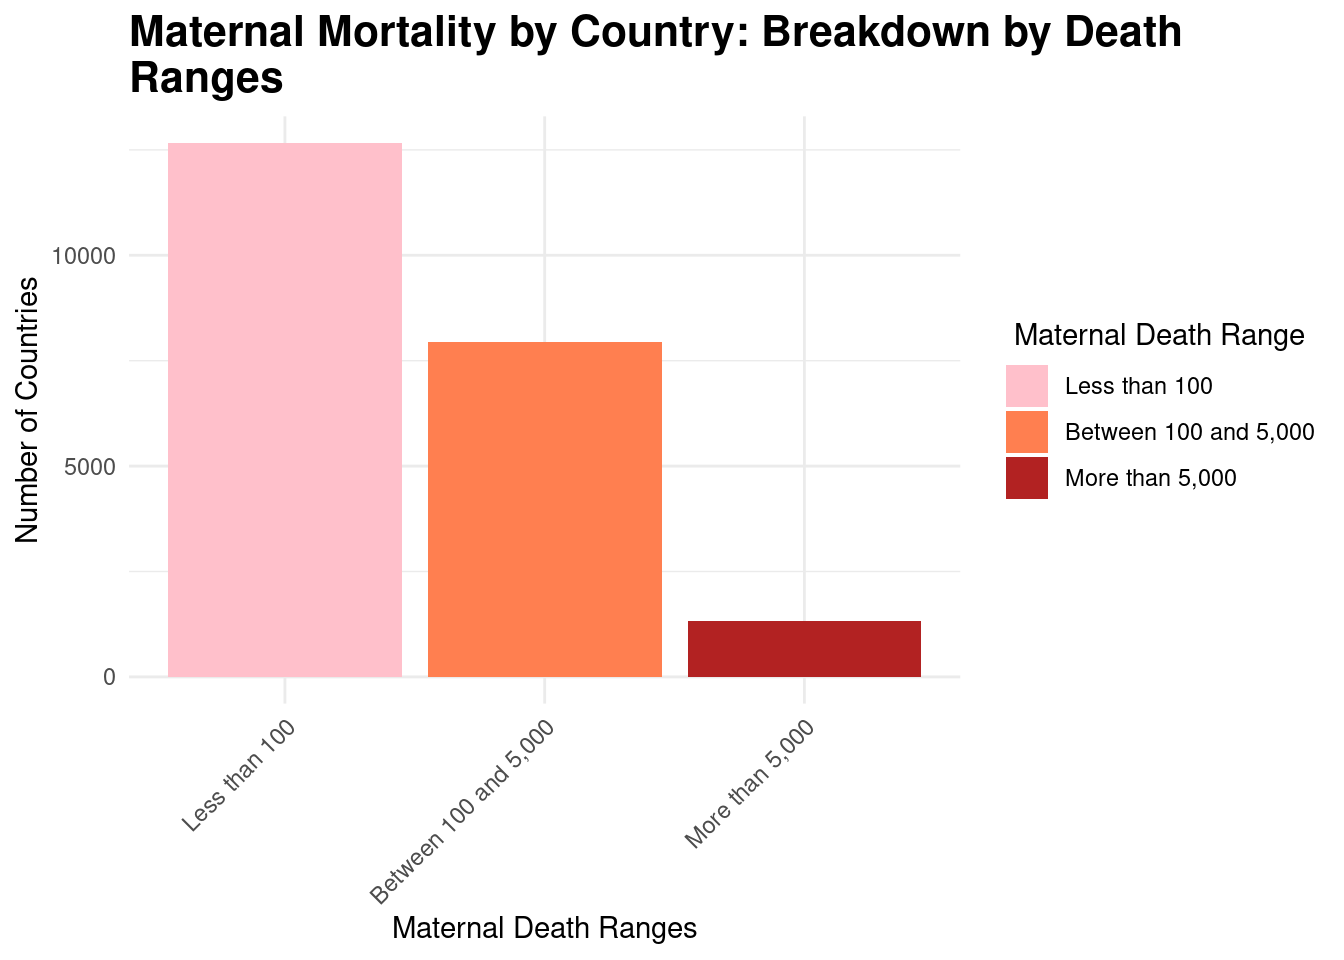 Maternal Mortality by Country: Breakdown by Death
Ranges
Number of Countries
10000
5000
0
Less than 100
Between 100 and 5,000
More than 5,000
Maternal Death Ranges
Maternal Death Range
Less than 100
Between 100 and 5,000
More than 5,000